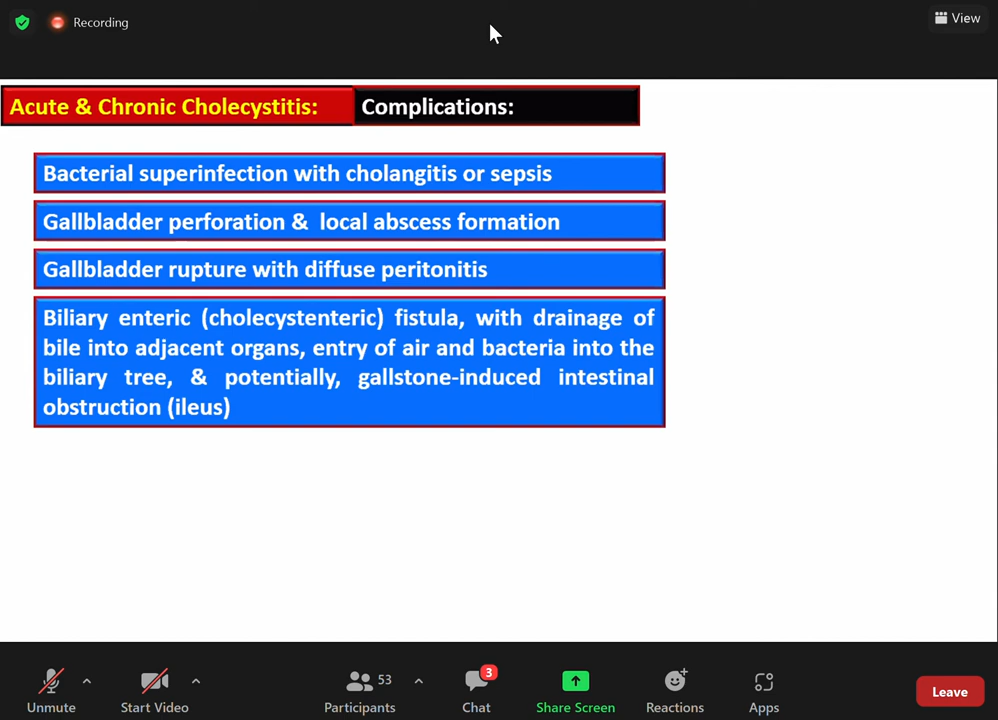 Recording
View
Acute & Chronic Cholecystitis: Complications:
Bacterial superinfection with cholangitis or sepsis
Gallbladder perforation & local abscess formation
Gallbladder rupture with diffuse peritonitis
Biliary enteric (cholecystenteric) fistula, with drainage of
bile into adjacent organs, entry of air and bacteria into the
biliary tree, & potentially, gallstone-induced intestinal
obstruction (ileus)
53
3
Unmute
Start Video
Participants
Chat
Share Screen
Reactions
Apps
Leave